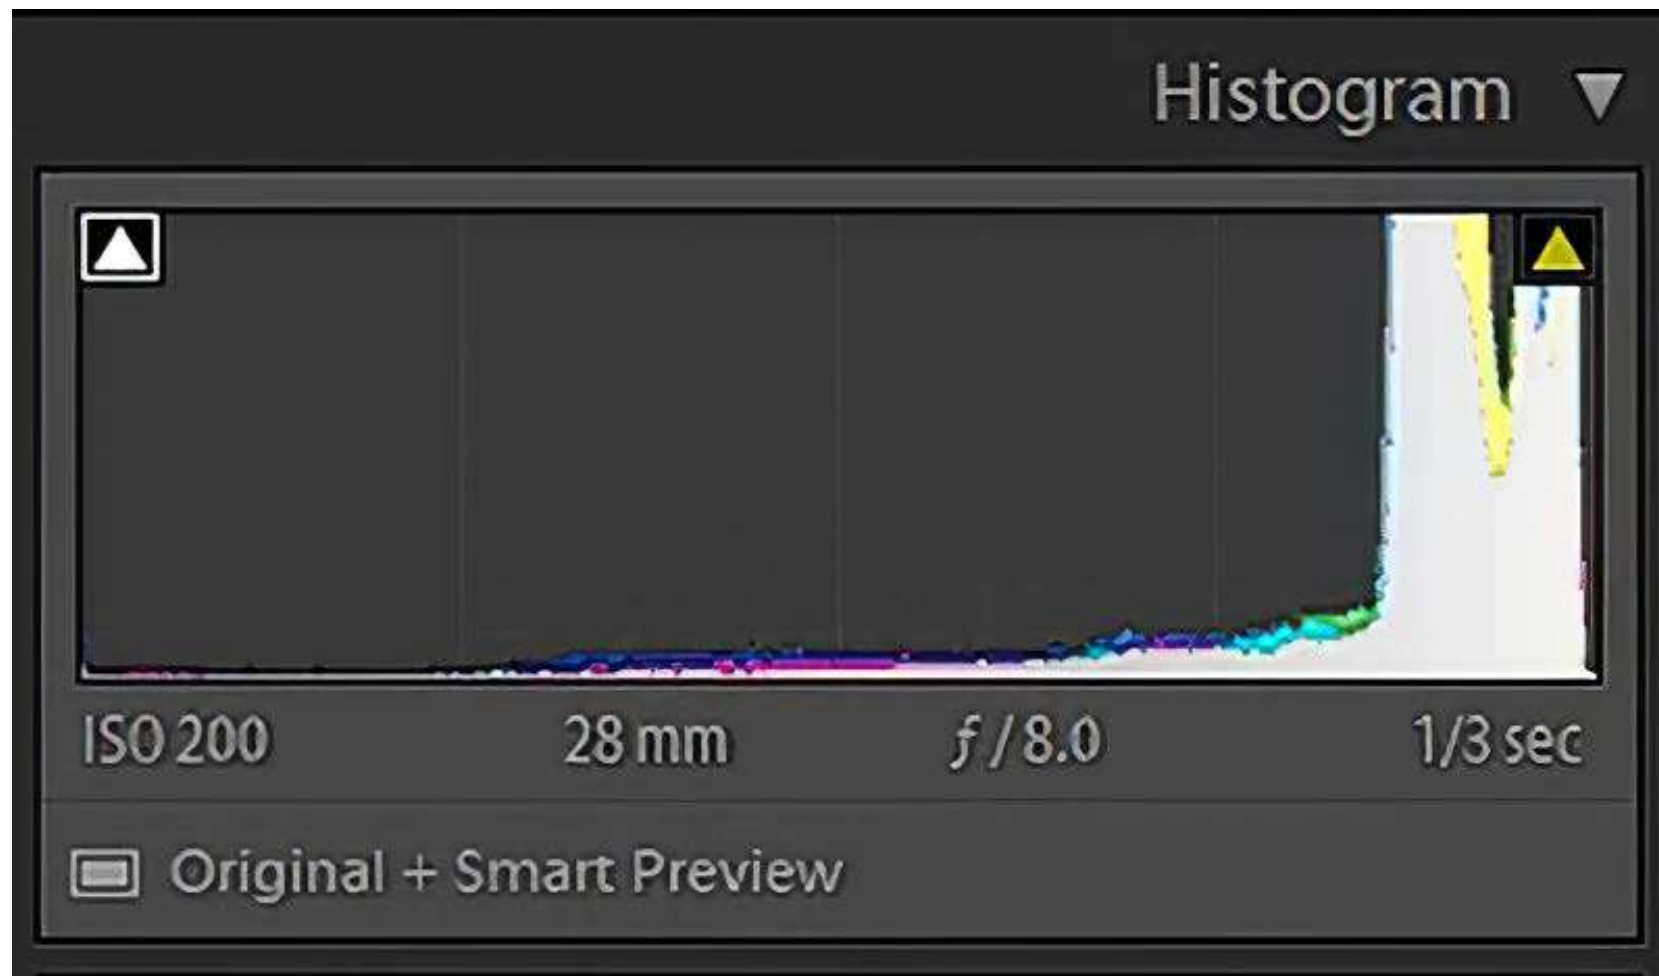 Histogram
ISO 200 28 mm ƒ/8.0 1/3 sec
Original + Smart Preview